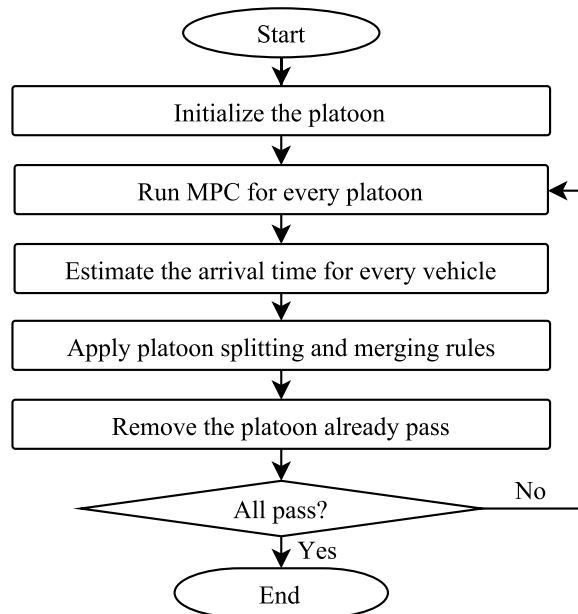 Start
Initialize the platoon
Run MPC for every platoon
Estimate the arrival time for every vehicle
Apply platoon splitting and merging rules
Remove the platoon already pass
All pass?
No
Yes
End